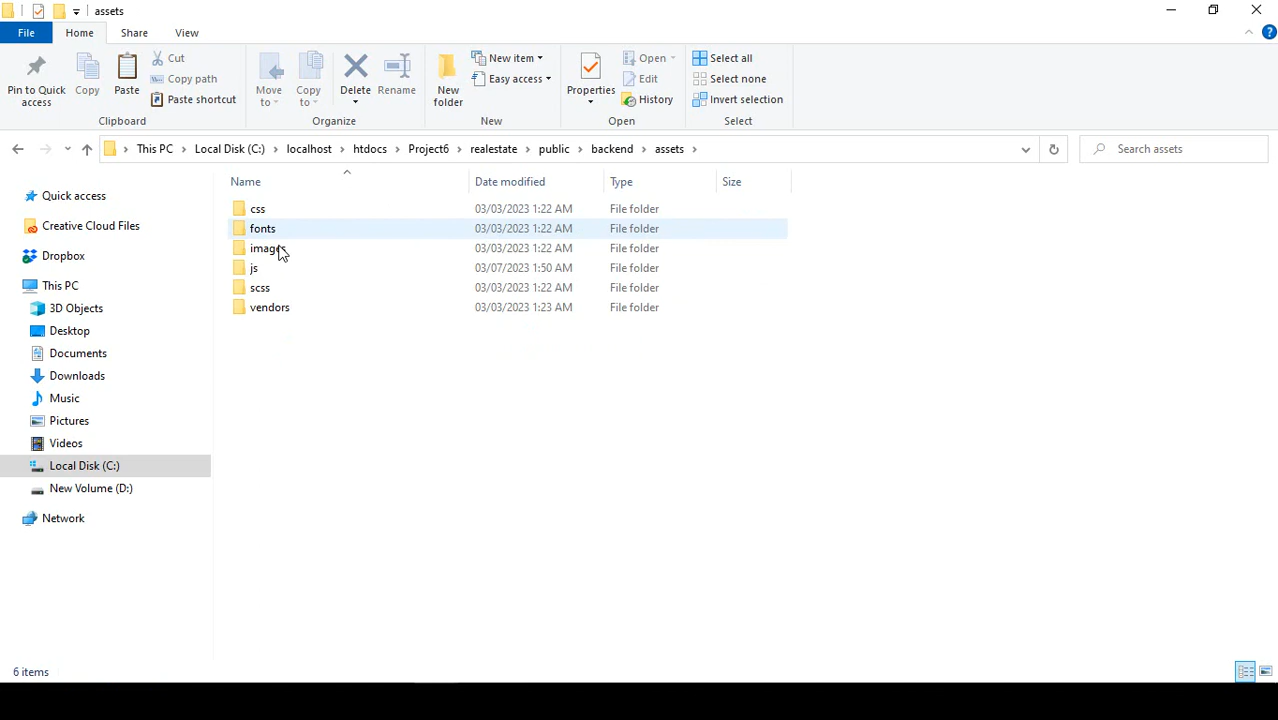 assets
File Home Share View
Pin to Quick access
Copy
Paste
Cut
Copy path
Paste shortcut
Clipboard
Move to
Copy to
Delete
Rename
Organize
New folder
New item
Easy access
New
Properties
Open
Edit
History
Open
Select all
Select none
Invert selection
Select
This PC Local Disk (C:) localhost htdocs Project6 realestate public backend assets
Search assets
Name Date modified Type Size
css 03/03/2023 1:22 AM File folder
fonts 03/03/2023 1:22 AM File folder
images 03/03/2023 1:22 AM File folder
js 03/07/2023 1:50 AM File folder
scss 03/03/2023 1:22 AM File folder
vendors 03/03/2023 1:23 AM File folder
Quick access
Creative Cloud Files
Dropbox
This PC
3D Objects
Desktop
Documents
Downloads
Music
Pictures
Videos
Local Disk (C:)
New Volume (D:)
Network
6 items